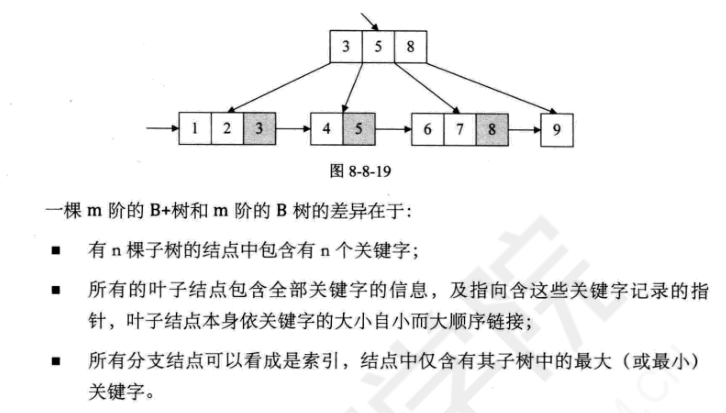 3 5 8
1 2 3 4 5 6 7 8 9
图 8-8-19
一棵 m 阶的 B+树和 m 阶的 B 树的差异在于：
■ 有 n 棵子树的结点中包含有 n 个关键字；
■ 所有的叶子结点包含全部关键字的信息，及指向含这些关键字记录的指
针，叶子结点本身依关键字的大小自小而大顺序链接；
■ 所有分支结点可以看成是索引，结点中仅含有其子树中的最大（或最小）
关键字。
学院